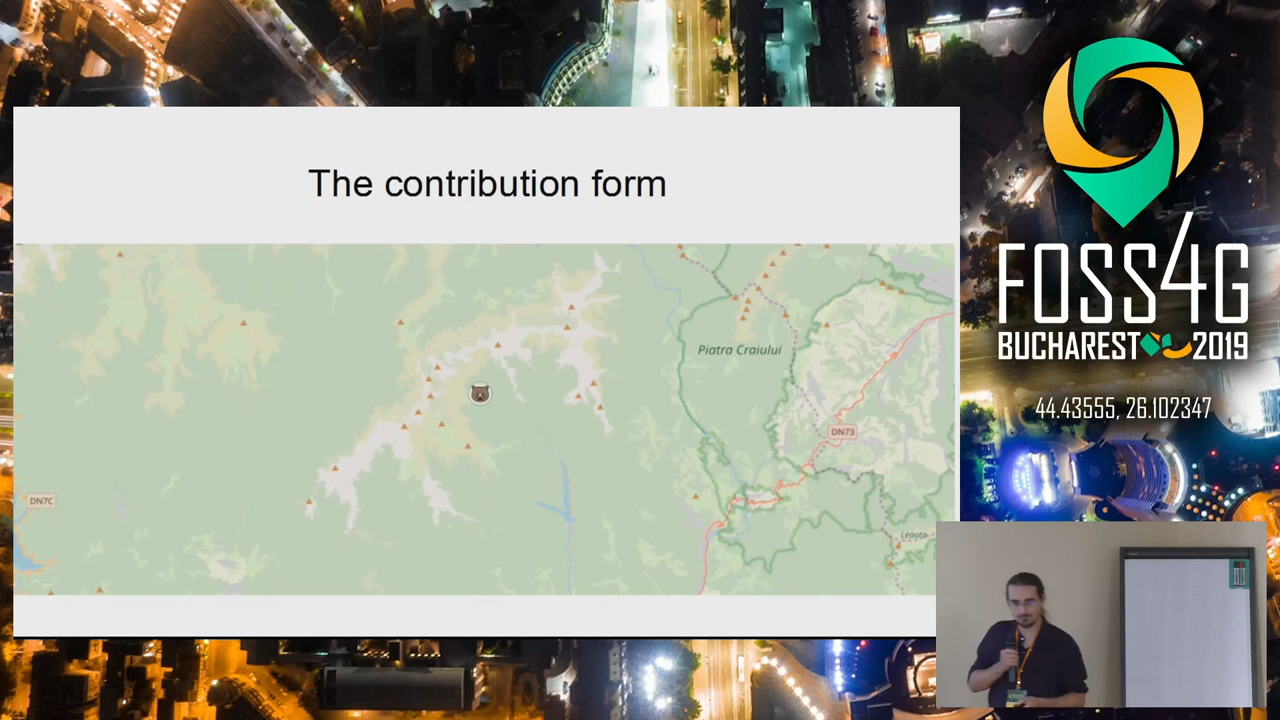 The contribution form
Piatra Craiului
DN73
DN7C
Leaota
FOSS4G
BUCHAREST 2019
44.43555, 26.102347